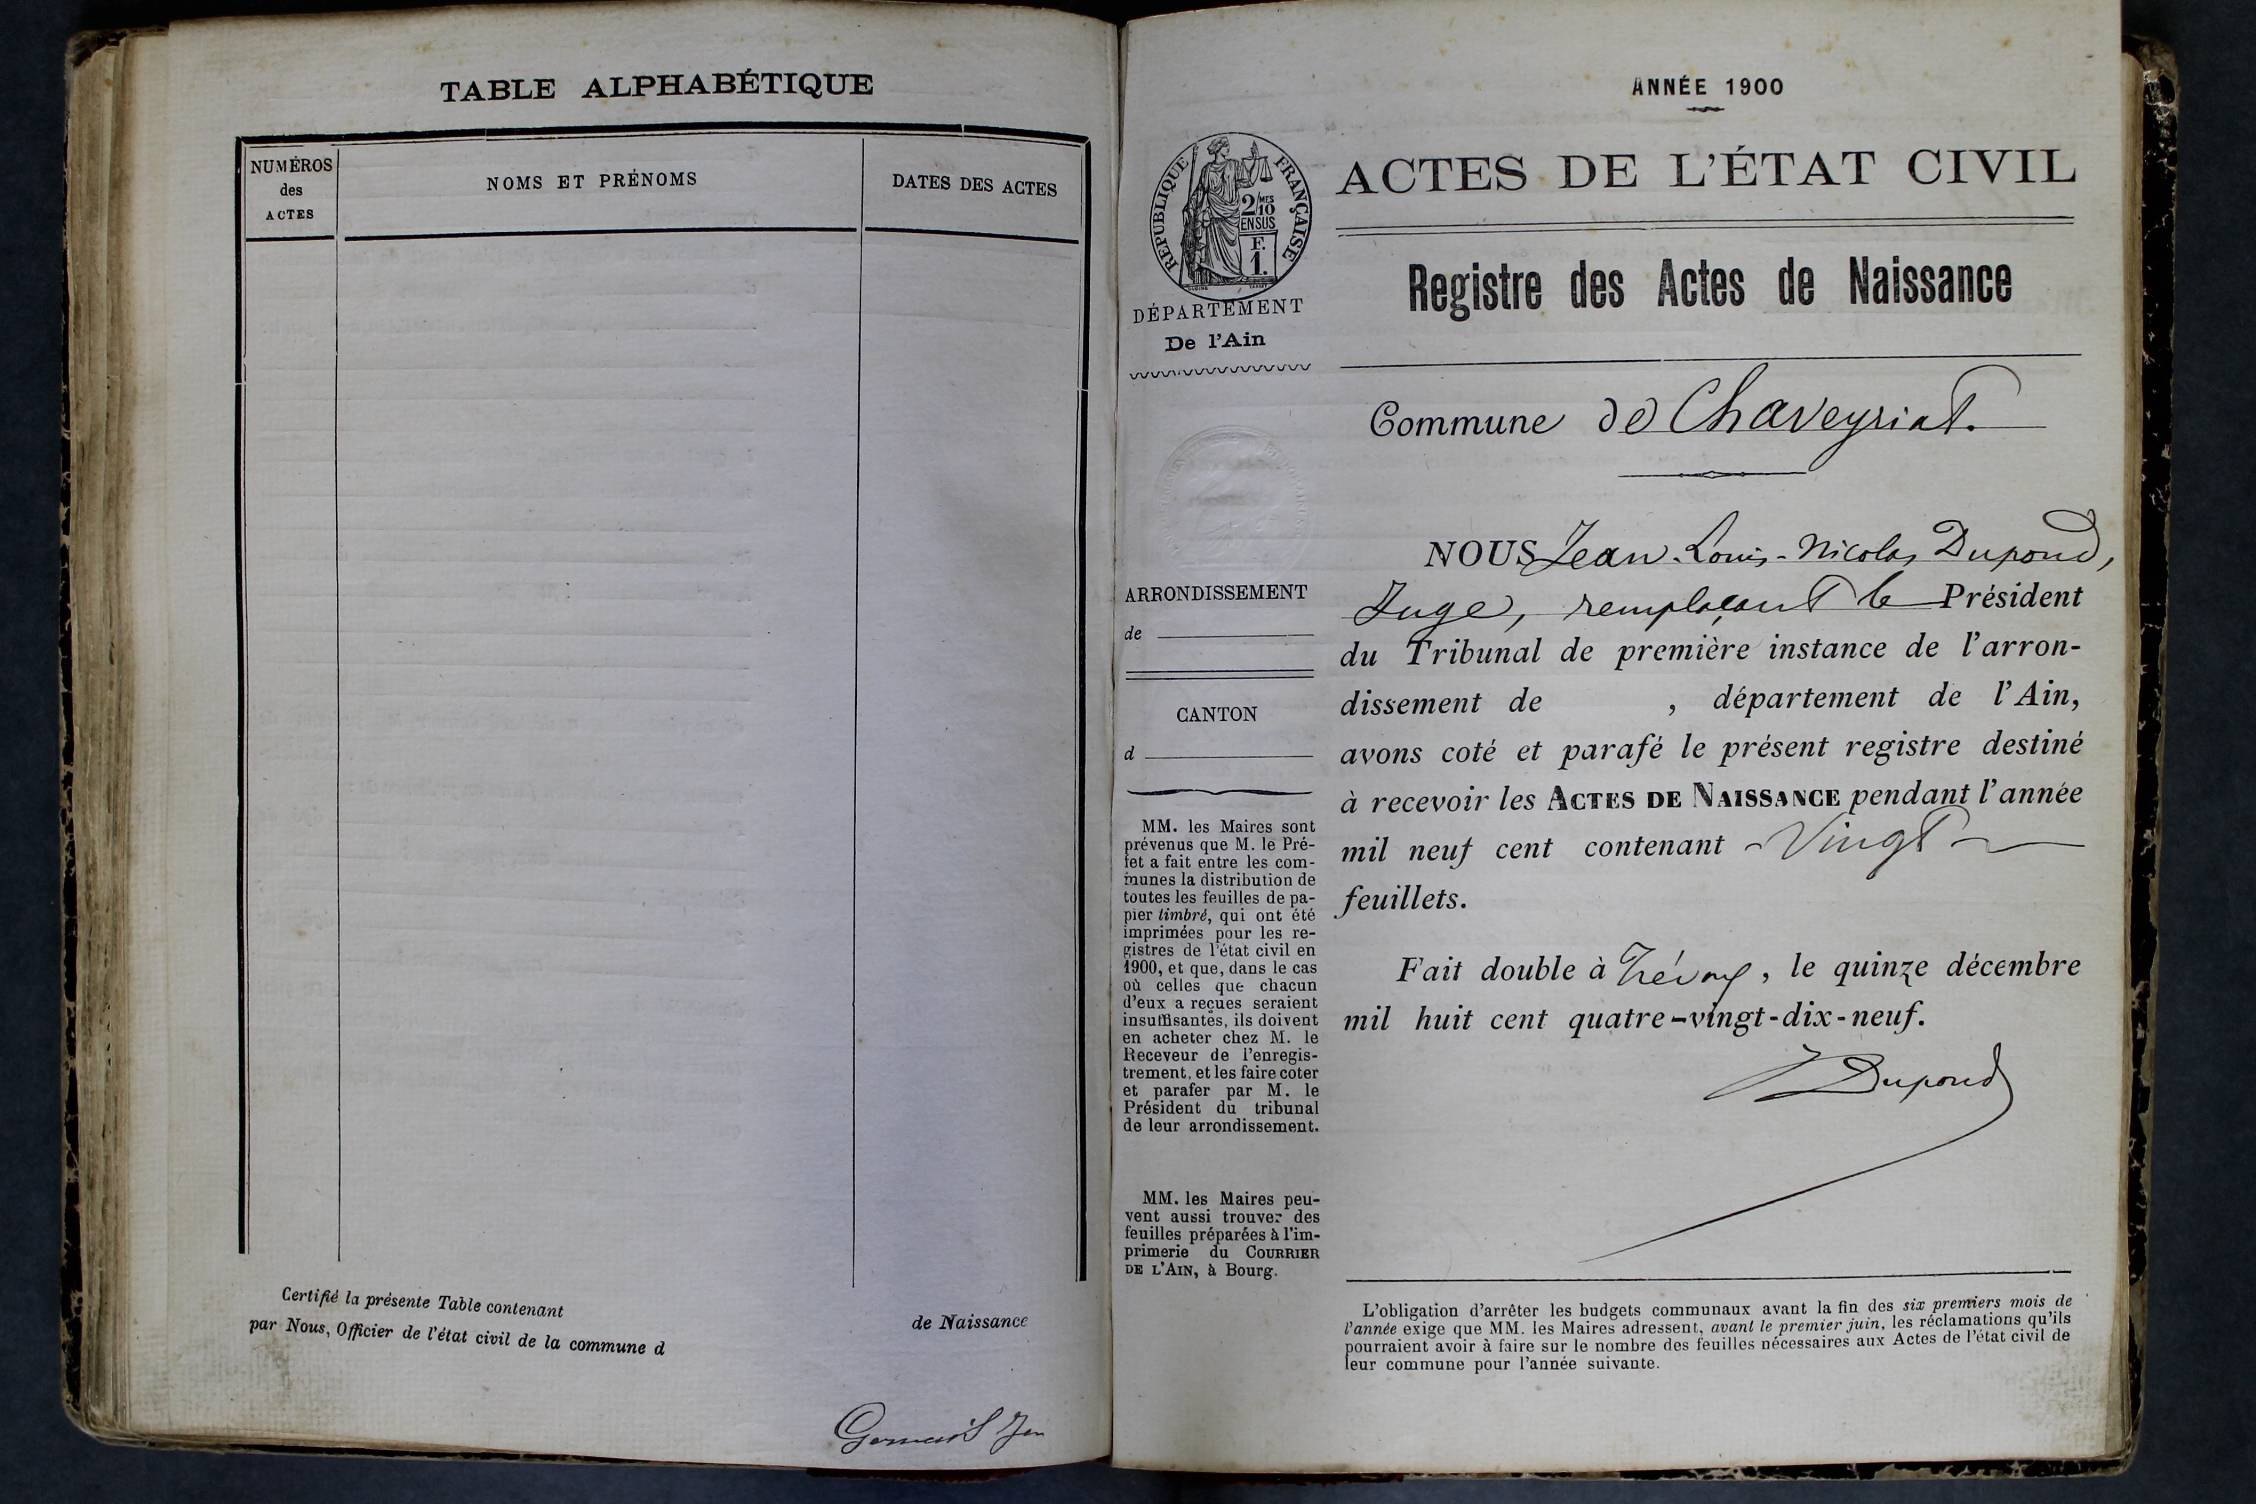 TABLE ALPHABÉTIQUE
NUMÉROS
des
ACTES
NOMS ET PRÉNOMS
DATES DES ACTES
Certifié la présente Table contenant
de Naissance
par Nous, Officier de l'état civil de la commune d
ANNÉE 1900
RÉPUBLIQUE FRANÇAISE
2/10MES
EN SUS
F.
1.
DÉPARTEMENT
De l'Ain
ACTES DE L'ÉTAT CIVIL
Registre des Actes de Naissance
Commune de Chaveyriat.
ARRONDISSEMENT
de
CANTON
d
MM. les Maires sont
prévenus que M. le Pré-
fet a fait entre les com-
munes la distribution de
toutes les feuilles de pa-
pier timbré, qui ont été
imprimées pour les re-
gistres de l'état civil en
1900, et que, dans le cas
où celles que chacun
d'eux a reçues seraient
insuffisantes, ils doivent
en acheter chez M. le
Receveur de l'enregis-
trement, et les faire coter
et parafer par M. le
Président du tribunal
de leur arrondissement.
MM. les Maires peu-
vent aussi trouver des
feuilles préparées à l'im-
primerie du COURRIER
DE L'AIN, à Bourg.
NOUS Jean-Louis-Nicolas Dupond,
Juge, remplaçant le Président
du Tribunal de première instance de l'arron-
dissement de , département de l'Ain,
avons coté et parafé le présent registre destiné
à recevoir les ACTES DE NAISSANCE pendant l'année
mil neuf cent contenant Vingt
feuillets.
Fait double à Trévoux, le quinze décembre
mil huit cent quatre-vingt-dix-neuf.
Dupond
L'obligation d'arrêter les budgets communaux avant la fin des six premiers mois de
l'année exige que MM. les Maires adressent, avant le premier juin, les réclamations qu'ils
pourraient avoir à faire sur le nombre des feuilles nécessaires aux Actes de l'état civil de
leur commune pour l'année suivante.